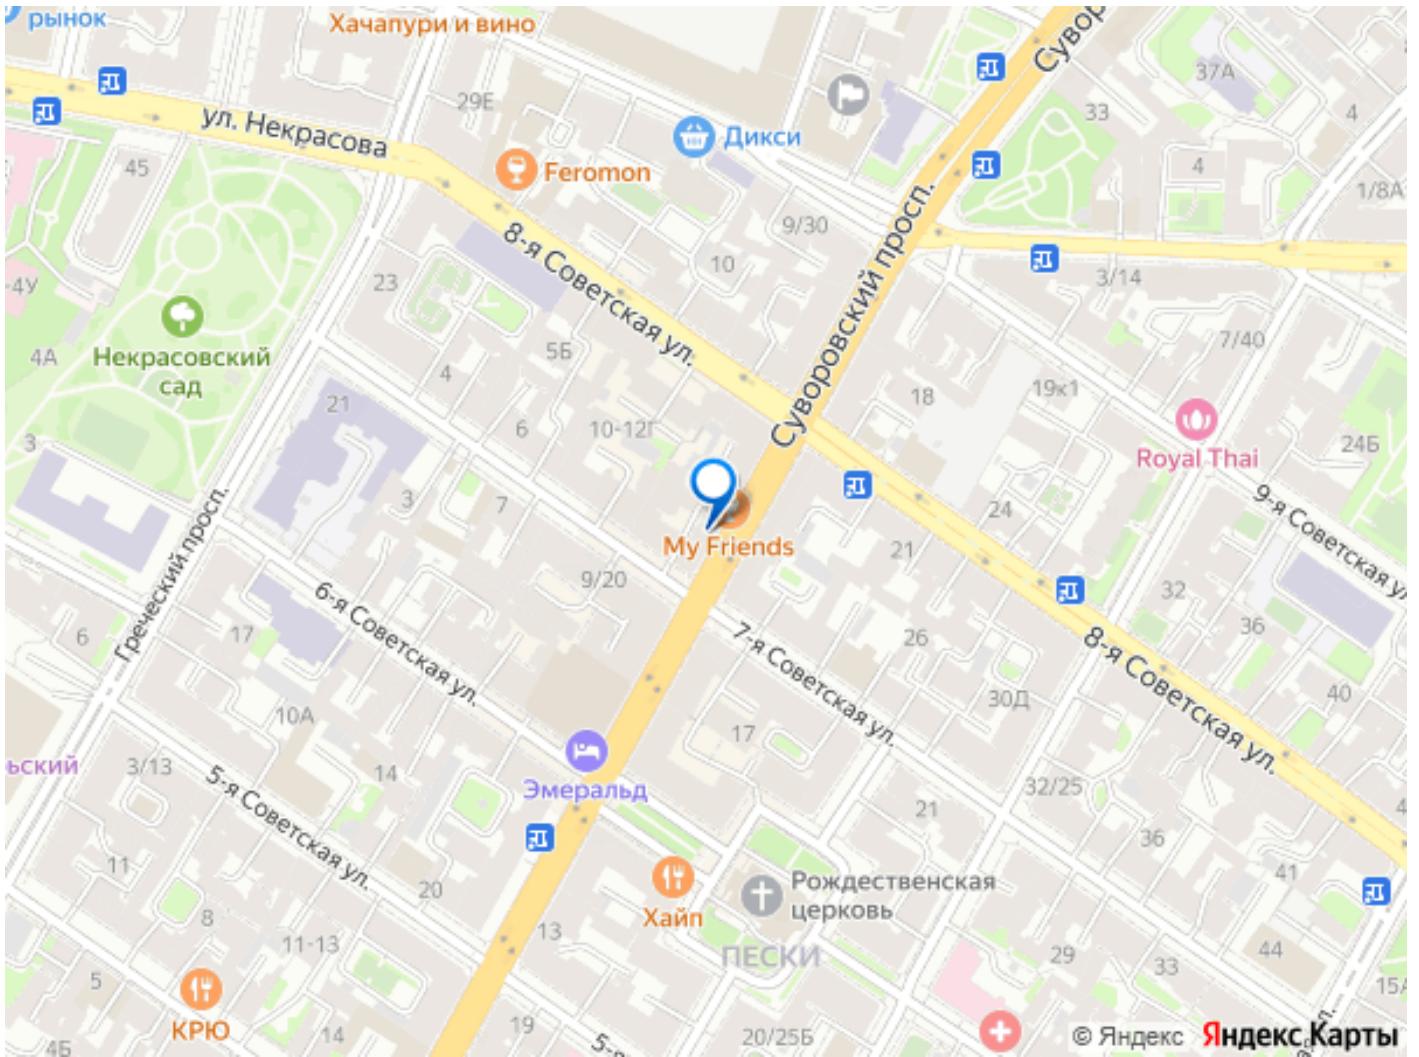 рынок
Хачапури и вино
Сувор
37А
29Е
ул. Некрасова
Дикси
33
4
45
Feromon
4
1/8А
8-я Советская ул.
9/30
Суворовский просп.
-4У
23
10
3/14
4А
Некрасовский
сад
5Б
7/40
4
21
18
19к1
6
10-12Г
3
24Б
Royal Thai
3
7
24
9-я Советская ул
My Friends
21
Греческий просп.
9/20
6-я Советская ул.
32
6
17
7-я Советская ул.
26
36
8-я Советская ул.
30Д
40
10А
17
ьский
3/13
14
Эмеральд
5-я Советская ул.
32/25
21
4
36
11
20
Рождественская
церковь
41
8
Хайп
11-13
13
ПЕСКИ
29
33
44
5
15А
КРЮ
14
19
5-я
20/25Б
4Б
© Яндекс
Яндекс Карты